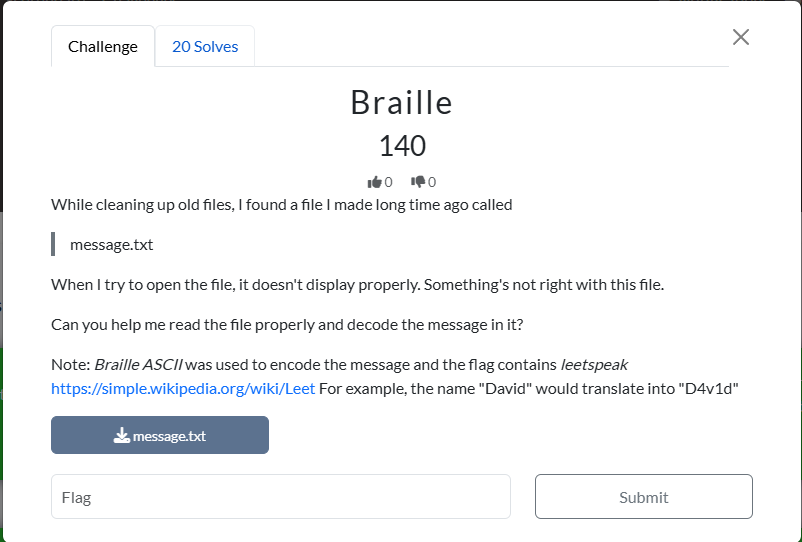 Challenge
20 Solves
Braille
140
0 0
While cleaning up old files, I found a file I made long time ago called
message.txt
When I try to open the file, it doesn't display properly. Something's not right with this file.
Can you help me read the file properly and decode the message in it?
Note: Braille ASCII was used to encode the message and the flag contains leetspeak
https://simple.wikipedia.org/wiki/Leet For example, the name "David" would translate into "D4v1d"
message.txt
Flag
Submit